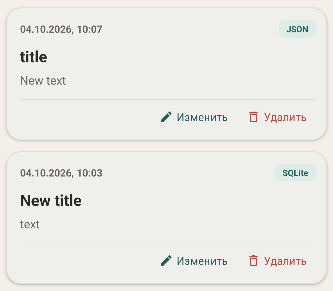 04.10.2026, 10:07 JSON
title
New text
Изменить Удалить
04.10.2026, 10:03 SQLite
New title
text
Изменить Удалить